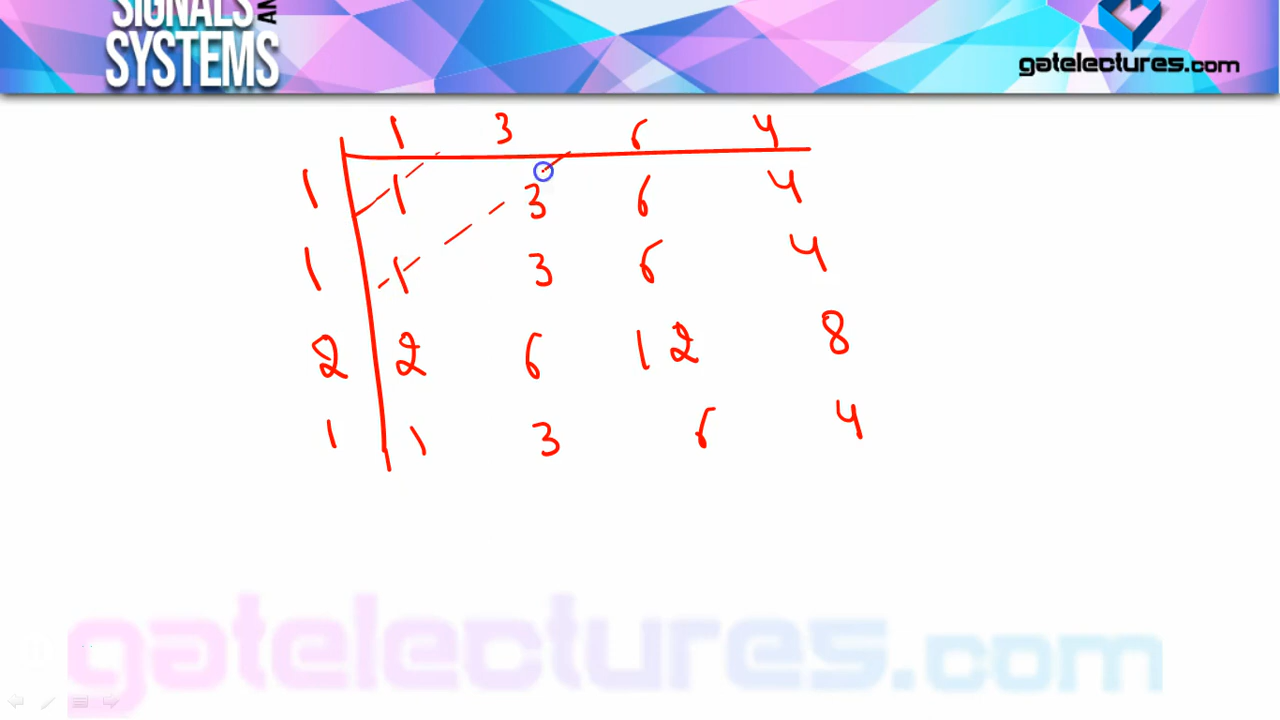 SIGNALS AND
SYSTEMS
gatelectures.com
1 3 6 4
1 1 3 6 4
1 1 3 6 4
2 2 6 12 8
1 1 3 6 4
gatelectures.com